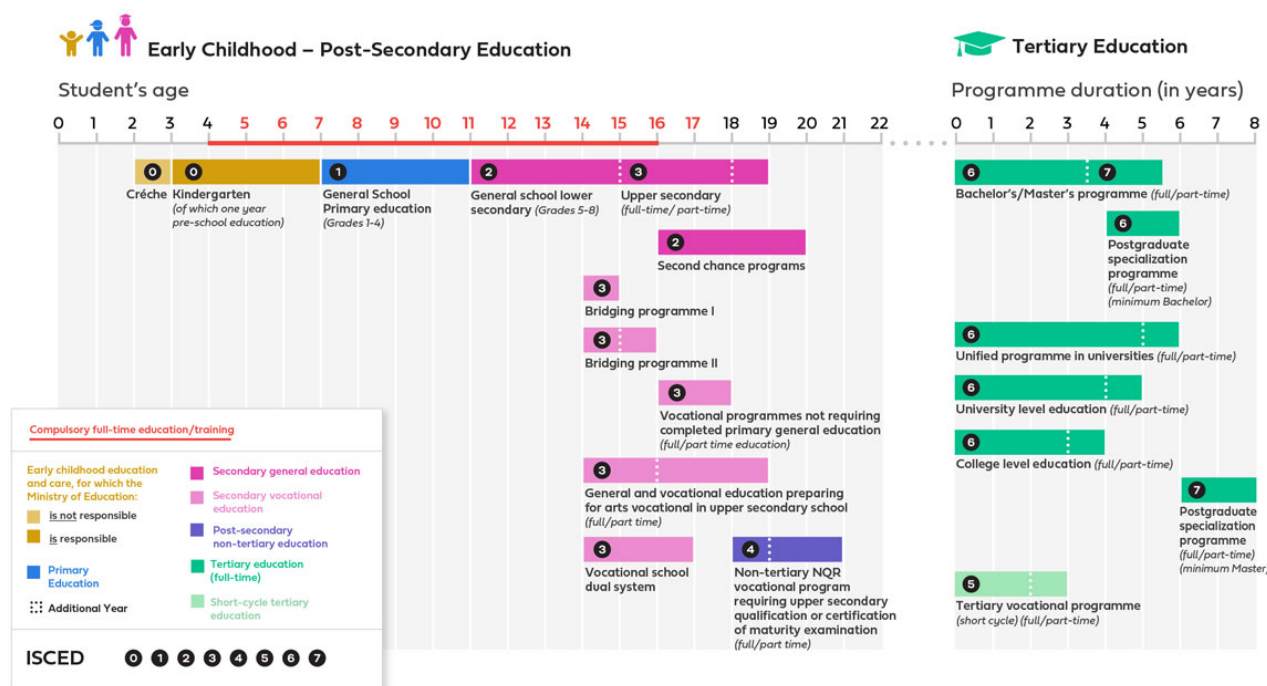 Early Childhood – Post-Secondary Education
Student's age
0 1 2 3 4 5 6 7 8 9 10 11 12 13 14 15 16 17 18 19 20 21 22
0
Créche
0
Kindergarten
(of which one year
pre-school education)
1
General School
Primary education
(Grades 1-4)
2
General school lower
secondary (Grades 5-8)
3
Upper secondary
(full-time/ part-time)
2
Second chance programs
3
Bridging programme I
3
Bridging programme II
3
Vocational programmes not requiring
completed primary general education
(full/part time education)
3
General and vocational education preparing
for arts vocational in upper secondary school
(full/part time)
3
Vocational school
dual system
4
Non-tertiary NQR
vocational program
requiring upper secondary
qualification or certification
of maturity examination
(full/part time)
Tertiary Education
Programme duration (in years)
0 1 2 3 4 5 6 7 8
6 7
Bachelor's/Master's programme (full/part-time)
6
Postgraduate
specialization
programme
(full/part-time)
(minimum Bachelor)
6
Unified programme in universities (full/part-time)
6
University level education (full/part-time)
6
College level education (full/part-time)
7
Postgraduate
specialization
programme
(full/part-time)
(minimum Master
5
Tertiary vocational programme
(short cycle) (full/part-time)
Compulsory full-time education/training
Early childhood education
and care, for which the
Ministry of Education:
is not responsible
is responsible
Primary
Education
Additional Year
Secondary general education
Secondary vocational
education
Post-secondary
non-tertiary education
Tertiary education
(full-time)
Short-cycle tertiary
education
ISCED 0 1 2 3 4 5 6 7